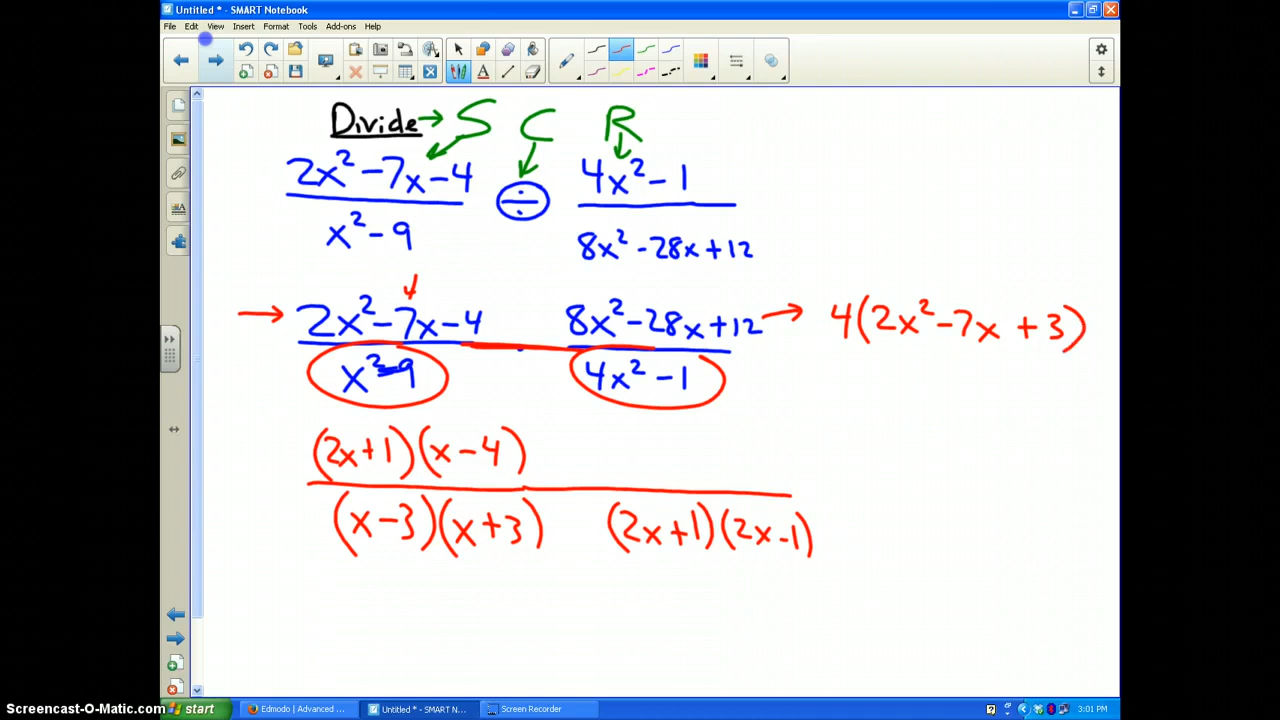 Untitled * - SMART Notebook
File Edit View Insert Format Tools Add-ons Help
Divide → S C R
2x² - 7x - 4 ÷ 4x² - 1
x² - 9 8x² - 28x + 12
→ 2x² - 7x - 4 8x² - 28x + 12 → 4(2x² - 7x + 3)
x² - 9 4x² - 1
(2x + 1)(x - 4)
(x - 3)(x + 3) (2x + 1)(2x - 1)
start Edmodo | Advanced ... Untitled * - SMART N... Screen Recorder 3:01 PM
Screencast-O-Matic.com